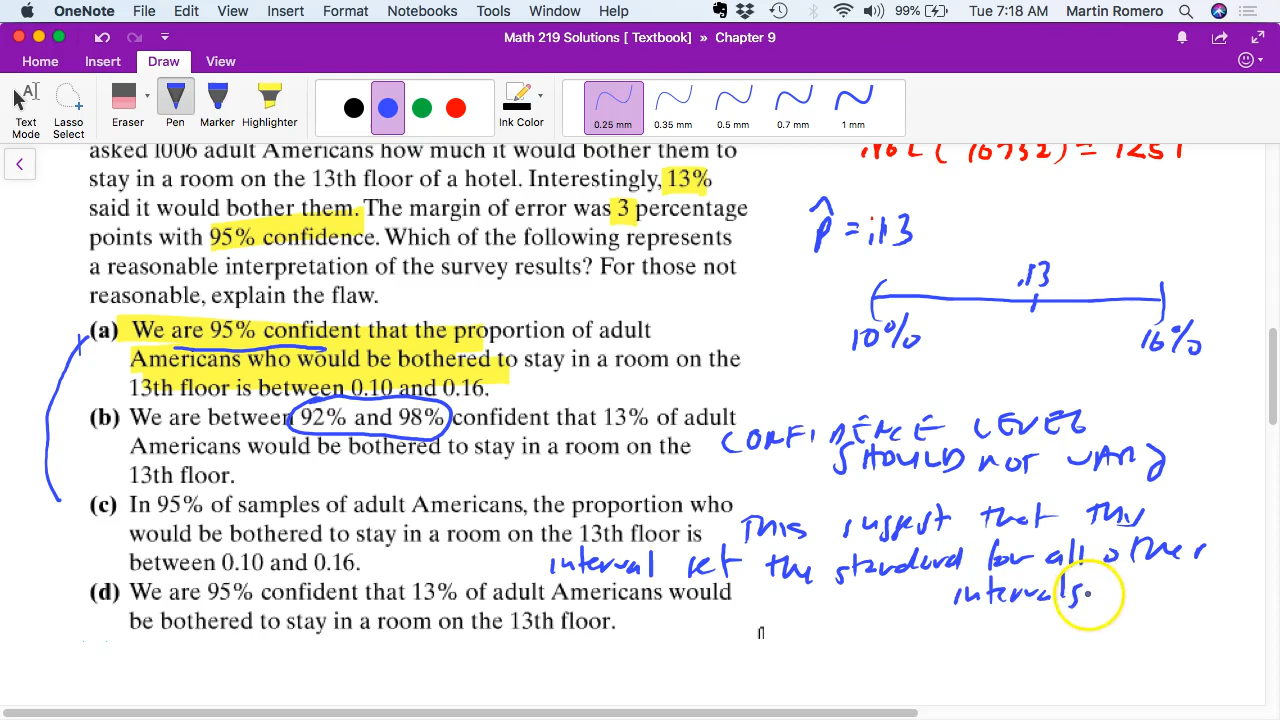 OneNote File Edit View Insert Format Notebooks Tools Window Help 99% Tue 7:18 AM Martin Romero
Math 219 Solutions [ Textbook] » Chapter 9
Home Insert Draw View
Text Mode
Lasso Select
Eraser
Pen
Marker
Highlighter
Ink Color
0.25 mm
0.35 mm
0.5 mm
0.7 mm
1 mm
asked 1006 adult Americans how much it would bother them to
stay in a room on the 13th floor of a hotel. Interestingly, 13%
said it would bother them. The margin of error was 3 percentage
points with 95% confidence. Which of the following represents
a reasonable interpretation of the survey results? For those not
reasonable, explain the flaw.
(a) We are 95% confident that the proportion of adult
Americans who would be bothered to stay in a room on the
13th floor is between 0.10 and 0.16.
(b) We are between 92% and 98% confident that 13% of adult
Americans would be bothered to stay in a room on the
13th floor.
(c) In 95% of samples of adult Americans, the proportion who
would be bothered to stay in a room on the 13th floor is
between 0.10 and 0.16.
(d) We are 95% confident that 13% of adult Americans would
be bothered to stay in a room on the 13th floor.
p̂ = .13
.13
10% 16%
CONFIDENCE LEVEL
SHOULD NOT VARY
This suggest that this
interval set the standard for all other
intervals.